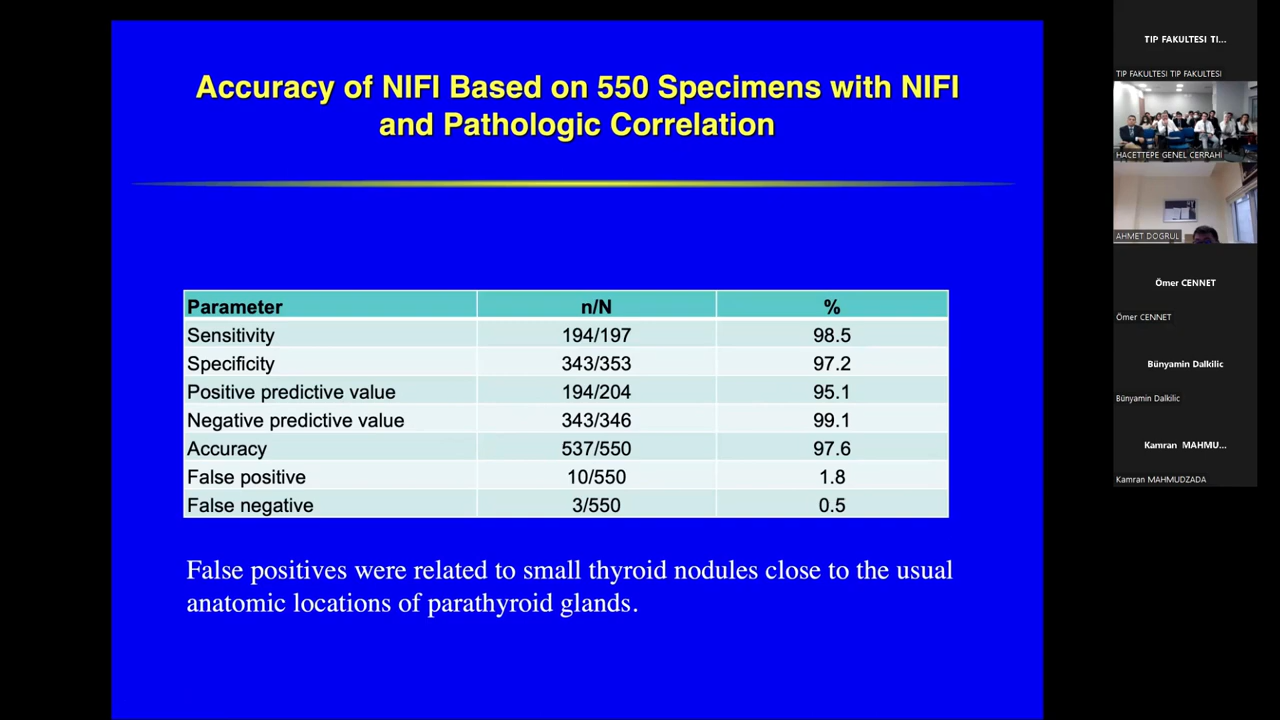 Accuracy of NIFI Based on 550 Specimens with NIFI
and Pathologic Correlation
Parameter n/N %
Sensitivity 194/197 98.5
Specificity 343/353 97.2
Positive predictive value 194/204 95.1
Negative predictive value 343/346 99.1
Accuracy 537/550 97.6
False positive 10/550 1.8
False negative 3/550 0.5
False positives were related to small thyroid nodules close to the usual
anatomic locations of parathyroid glands.
TIP FAKULTESI TI...
TIP FAKULTESI TIP FAKULTESI
HACETTEPE GENEL CERRAHİ
AHMET DOGRUL
Ömer CENNET
Ömer CENNET
Bünyamin Dalkilic
Bünyamin Dalkilic
Kamran MAHMU...
Kamran MAHMUDZADA